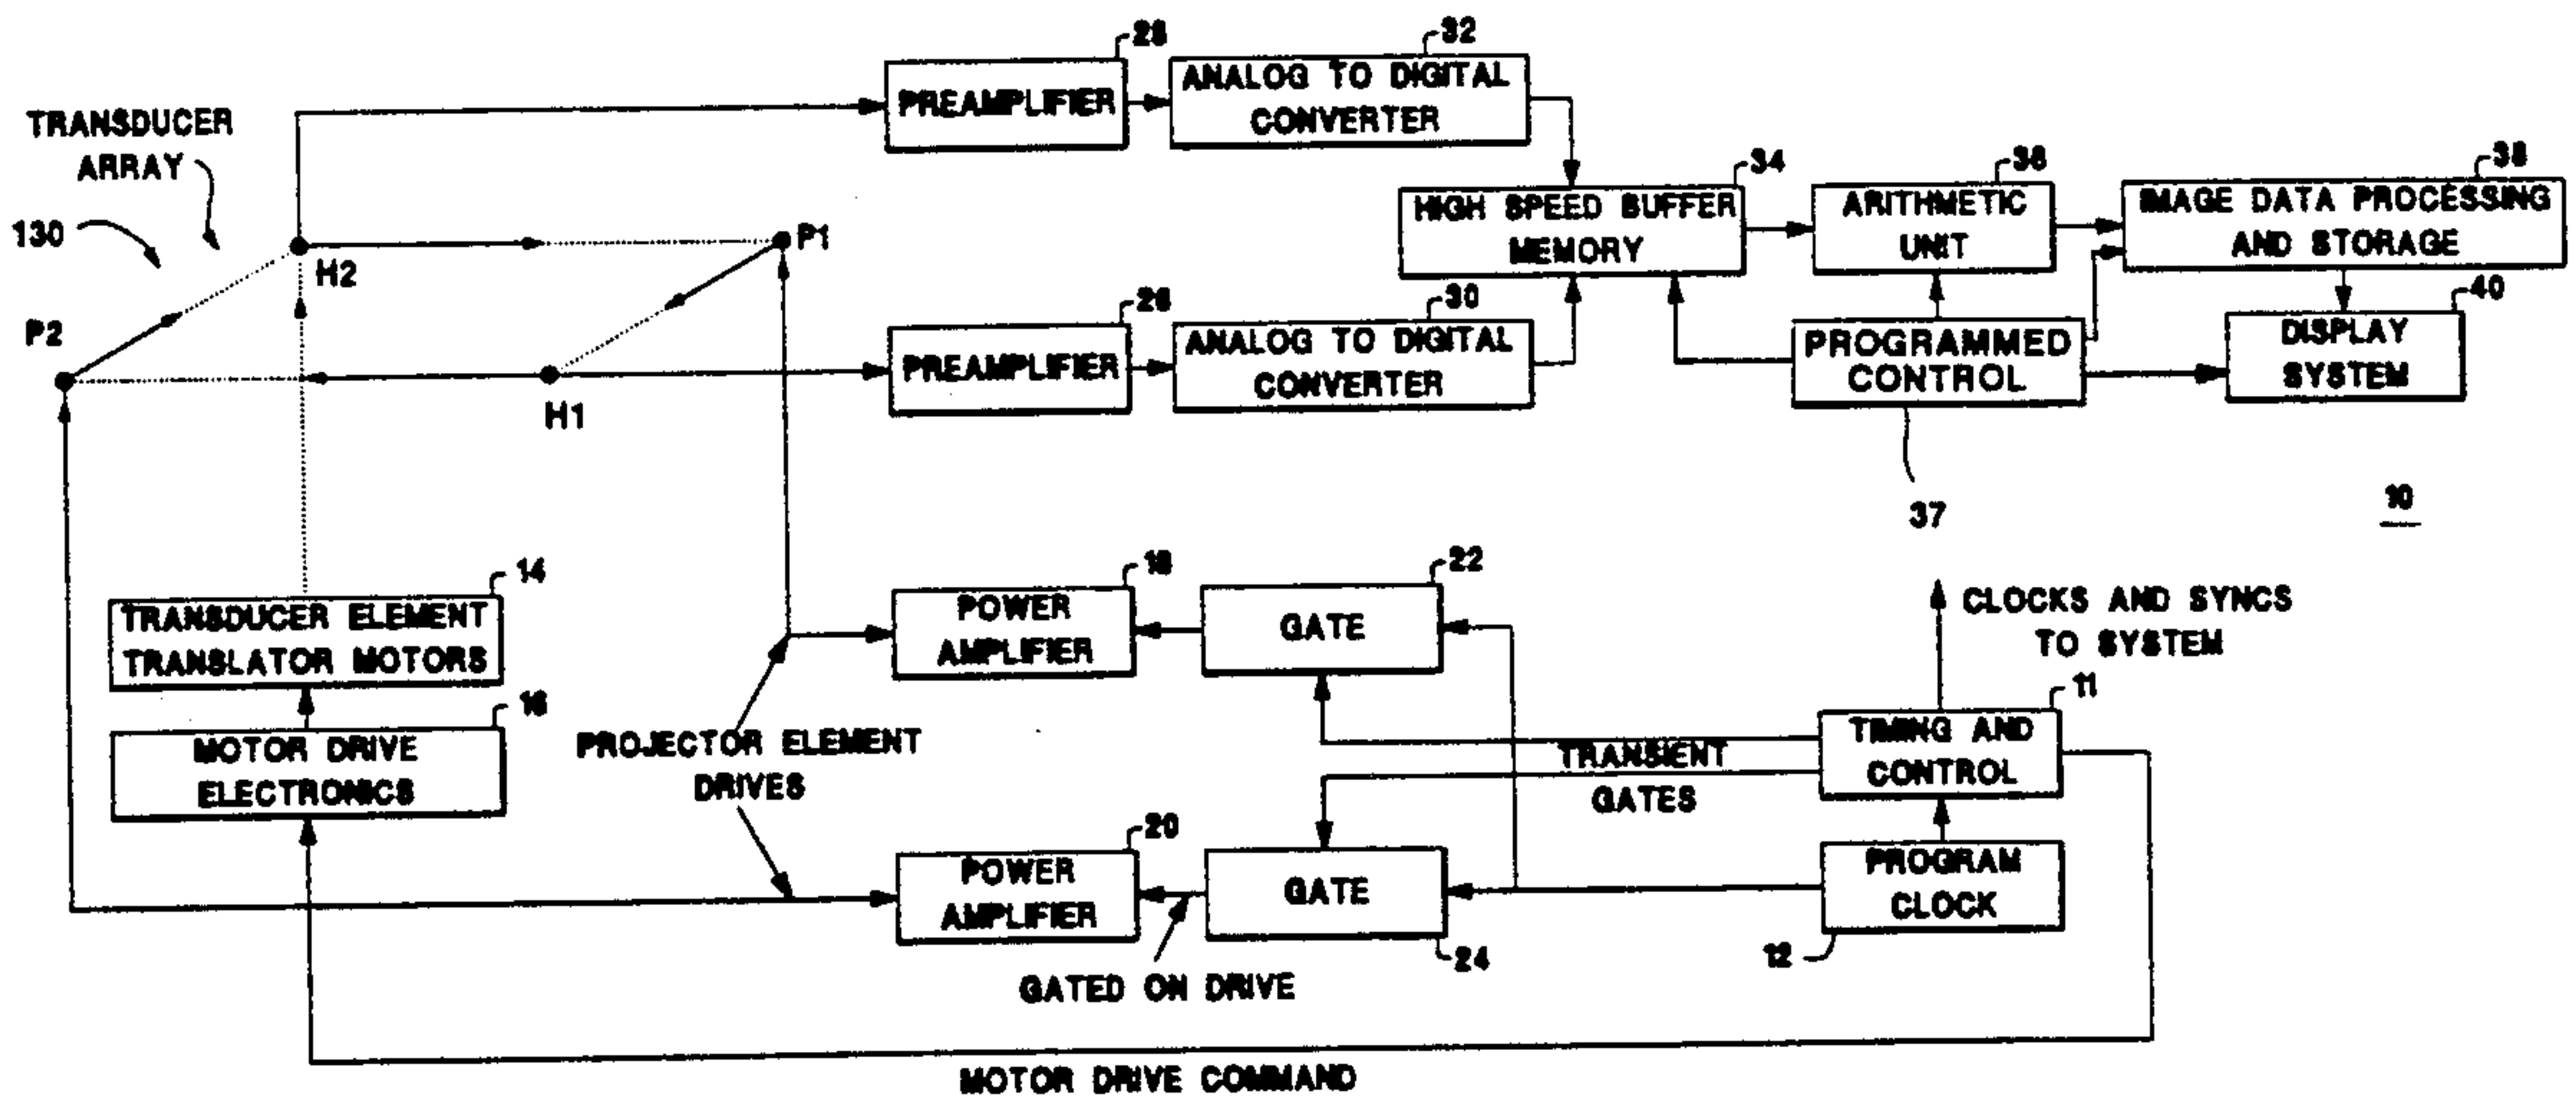 28
32
PREAMPLIFIER
ANALOG TO DIGITAL
CONVERTER
TRANSDUCER
ARRAY
130
H2
P1
P2
H1
34
HIGH SPEED BUFFER
MEMORY
36
ARITHMETIC
UNIT
38
IMAGE DATA PROCESSING
AND STORAGE
26
PREAMPLIFIER
30
ANALOG TO DIGITAL
CONVERTER
PROGRAMMED
CONTROL
37
40
DISPLAY
SYSTEM
10
14
TRANSDUCER ELEMENT
TRANSLATOR MOTORS
16
MOTOR DRIVE
ELECTRONICS
PROJECTOR ELEMENT
DRIVES
18
POWER
AMPLIFIER
22
GATE
CLOCKS AND SYNCS
TO SYSTEM
11
TIMING AND
CONTROL
TRANSIENT
GATES
20
POWER
AMPLIFIER
GATE
24
PROGRAM
CLOCK
12
GATED ON DRIVE
MOTOR DRIVE COMMAND